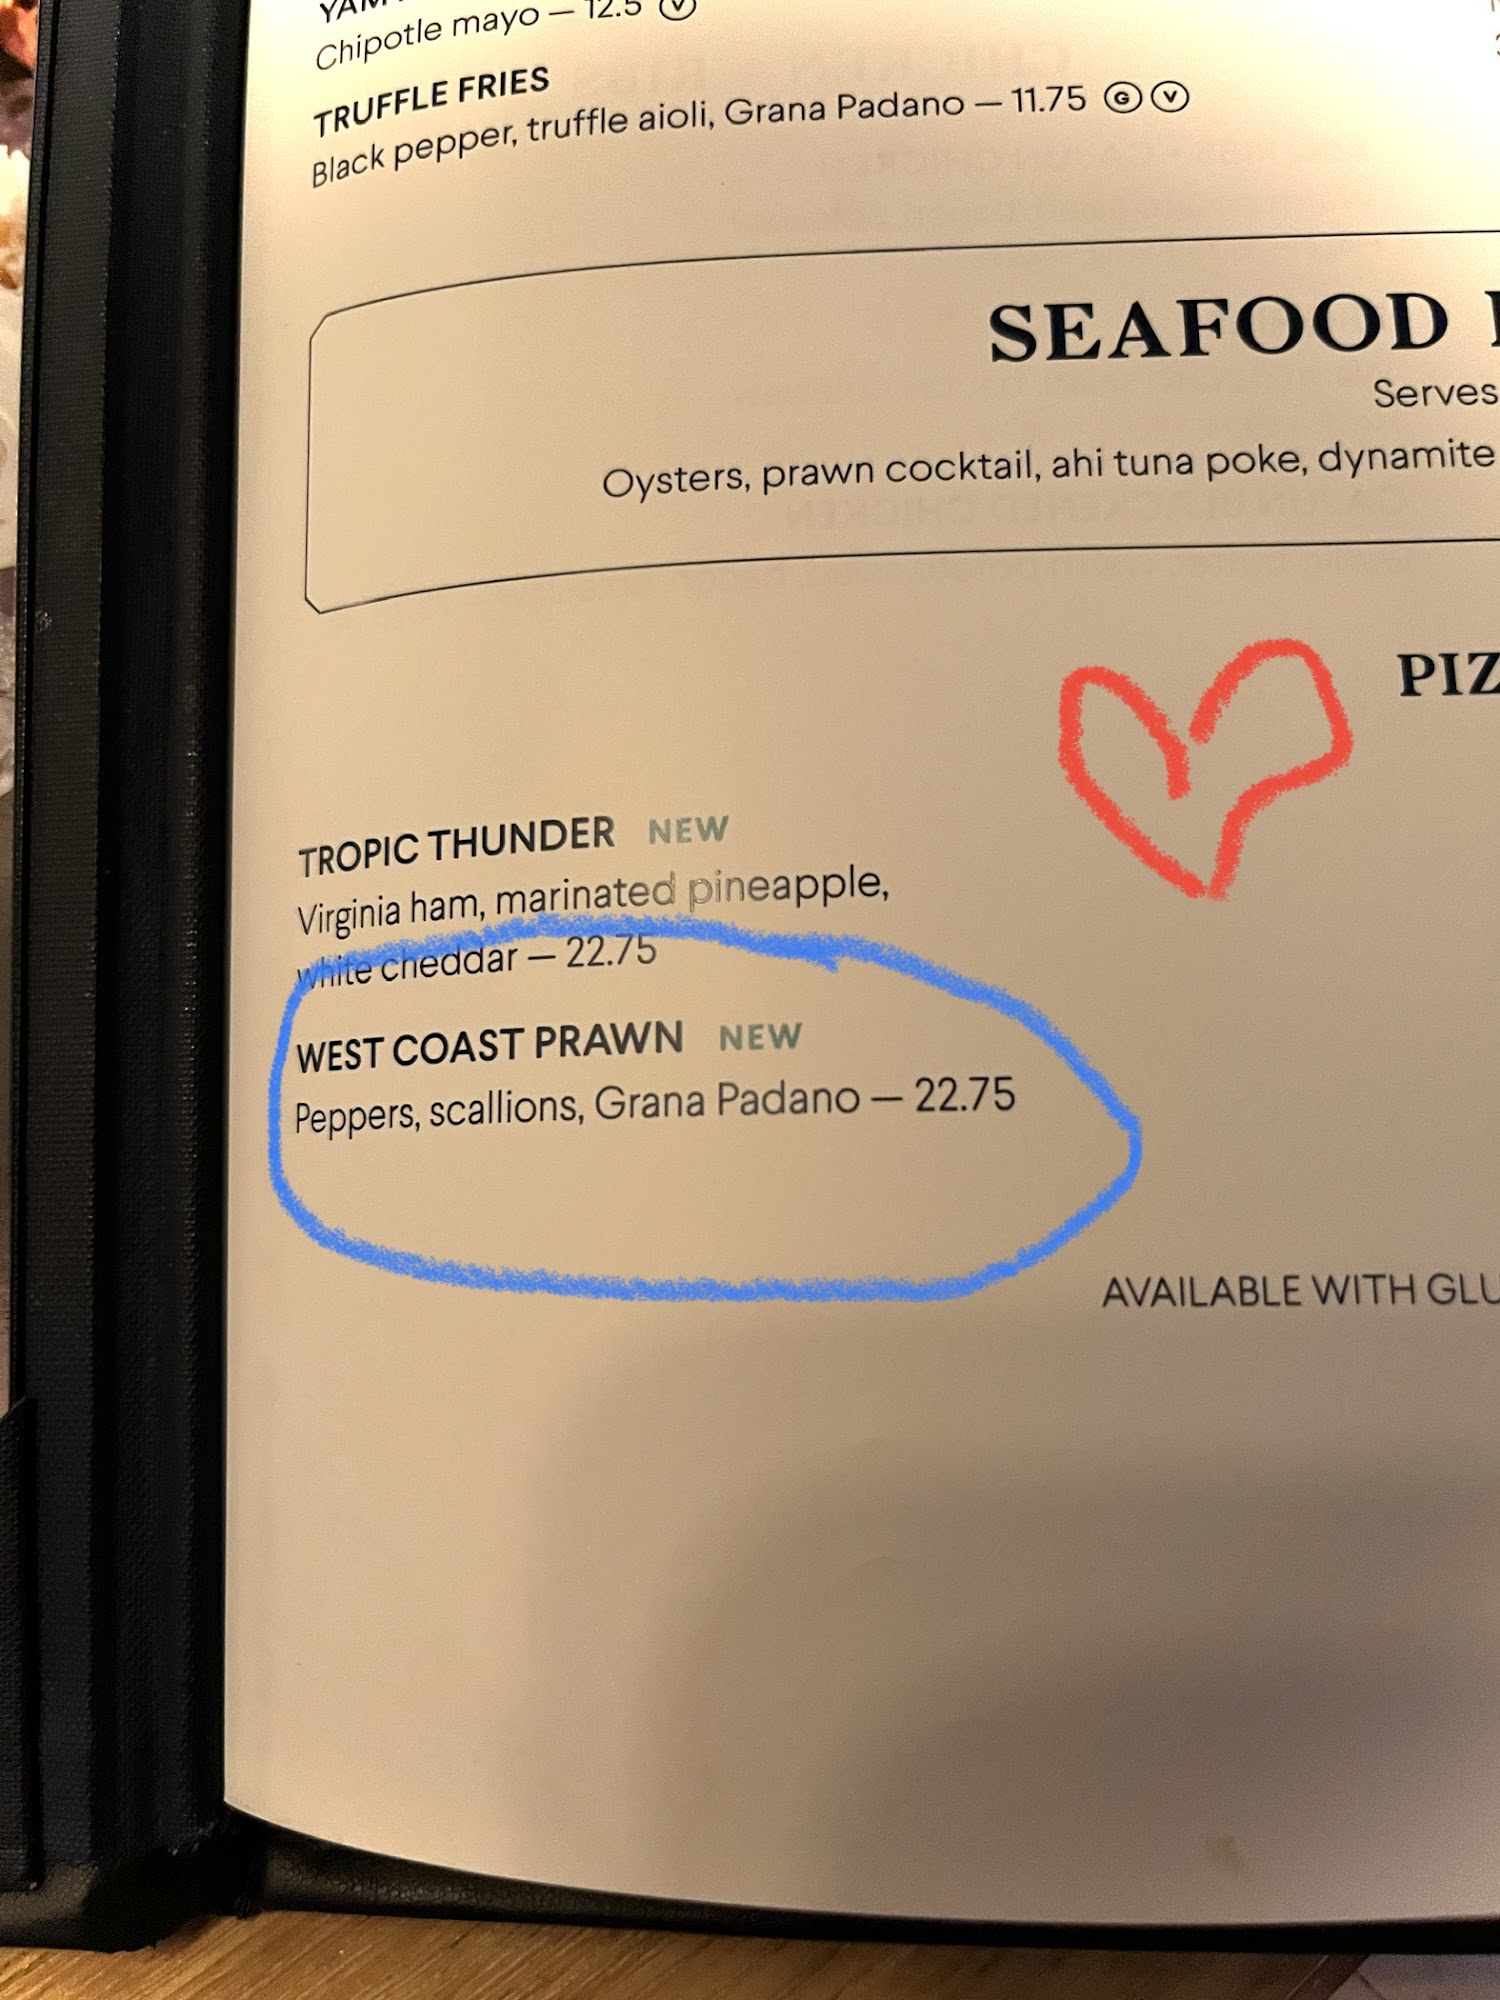 Chipotle mayo — 12.5 V
TRUFFLE FRIES
Black pepper, truffle aioli, Grana Padano — 11.75 G V
SEAFOOD
Serves
Oysters, prawn cocktail, ahi tuna poke, dynamite
PIZ
TROPIC THUNDER NEW
Virginia ham, marinated pineapple,
white cheddar — 22.75
WEST COAST PRAWN NEW
Peppers, scallions, Grana Padano — 22.75
AVAILABLE WITH GLU